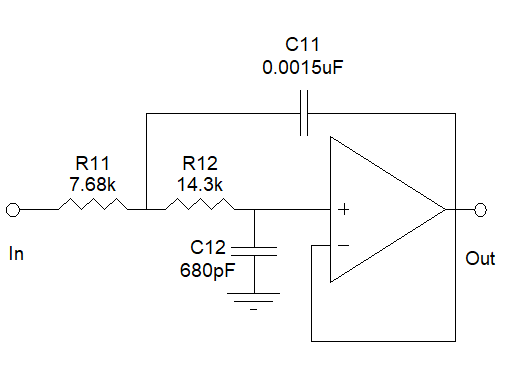 C11
0.0015uF
R11
7.68k
R12
14.3k
+
−
C12
680pF
In
Out